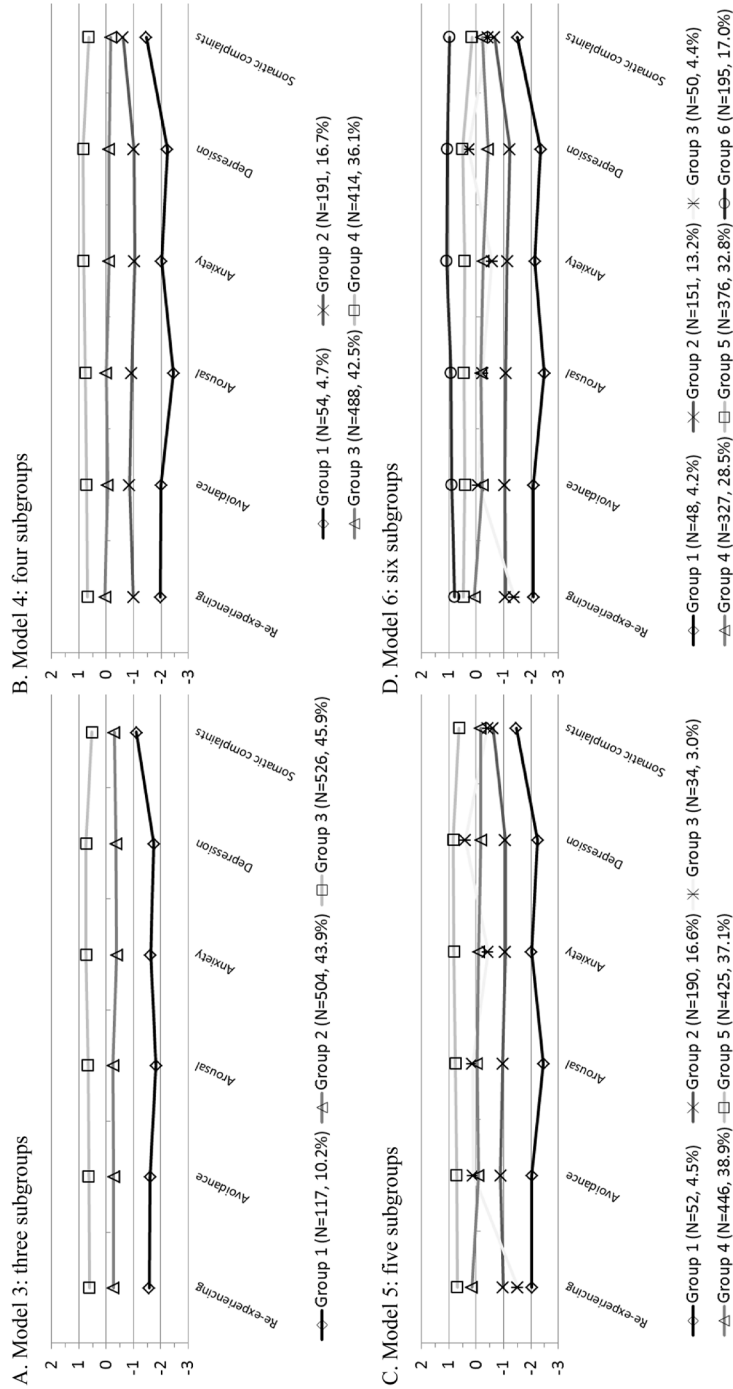 A. Model 3: three subgroups
2
1
0
-1
-2
-3
Re-experiencing
Avoidance
Arousal
Anxiety
Depression
Somatic complaints
Group 1 (N=117, 10.2%) Group 2 (N=504, 43.9%) Group 3 (N=526, 45.9%)
B. Model 4: four subgroups
2
1
0
-1
-2
-3
Re-experiencing
Avoidance
Arousal
Anxiety
Depression
Somatic complaints
Group 1 (N=54, 4.7%) Group 2 (N=191, 16.7%)
Group 3 (N=488, 42.5%) Group 4 (N=414, 36.1%)
C. Model 5: five subgroups
2
1
0
-1
-2
-3
Re-experiencing
Avoidance
Arousal
Anxiety
Depression
Somatic complaints
Group 1 (N=52, 4.5%) Group 2 (N=190, 16.6%) Group 3 (N=34, 3.0%)
Group 4 (N=446, 38.9%) Group 5 (N=425, 37.1%)
D. Model 6: six subgroups
2
1
0
-1
-2
-3
Re-experiencing
Avoidance
Arousal
Anxiety
Depression
Somatic complaints
Group 1 (N=48, 4.2%) Group 2 (N=151, 13.2%) Group 3 (N=50, 4.4%)
Group 4 (N=327, 28.5%) Group 5 (N=376, 32.8%) Group 6 (N=195, 17.0%)